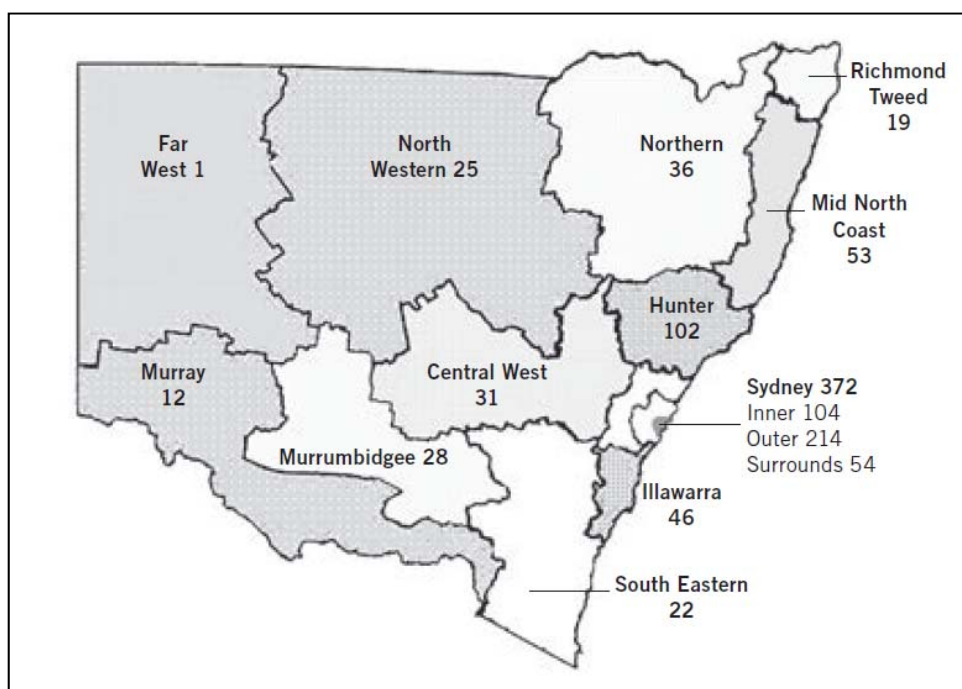 Richmond
Tweed
19
Far
West 1
North
Western 25
Northern
36
Mid North
Coast
53
Hunter
102
Murray
12
Central West
31
Sydney 372
Inner 104
Outer 214
Surrounds 54
Murrumbidgee 28
Illawarra
46
South Eastern
22